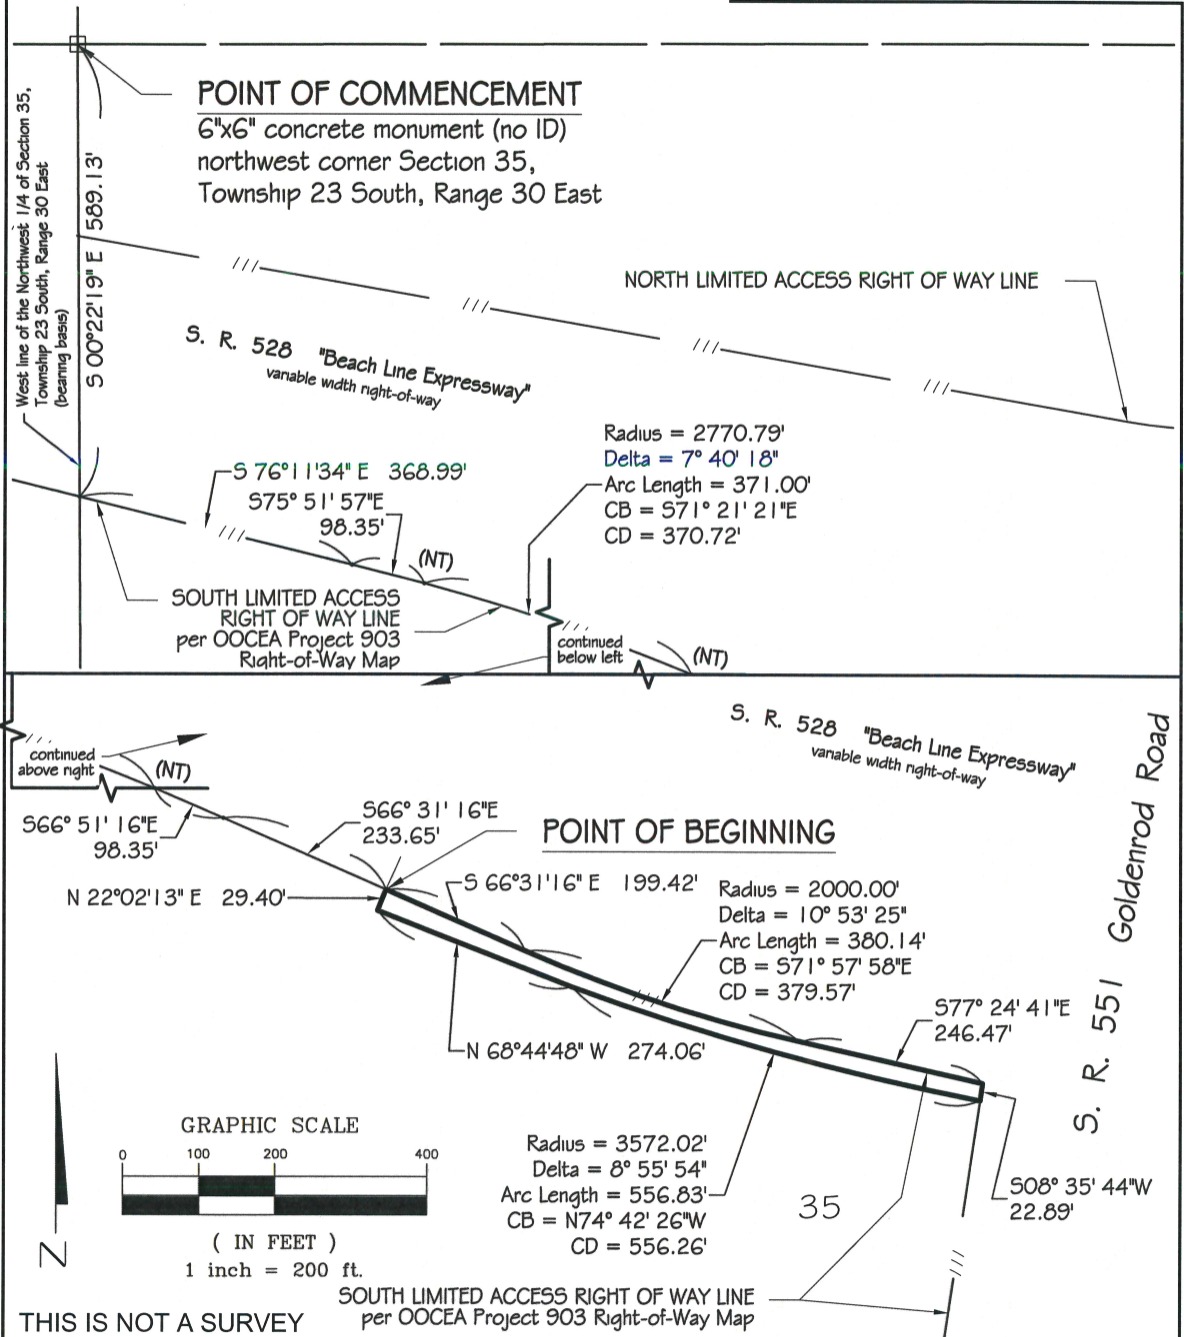 POINT OF COMMENCEMENT
6"x6" concrete monument (no ID)
northwest corner Section 35,
Township 23 South, Range 30 East
West line of the Northwest 1/4 of Section 35,
Township 23 South, Range 30 East
(bearing basis)
S 00°22'19" E 589.13'
NORTH LIMITED ACCESS RIGHT OF WAY LINE
S. R. 528 "Beach Line Expressway"
variable width right-of-way
Radius = 2770.79'
Delta = 7° 40' 18"
Arc Length = 371.00'
CB = S71° 21' 21"E
CD = 370.72'
S 76°11'34" E 368.99'
S75° 51' 57"E
98.35'
(NT)
SOUTH LIMITED ACCESS
RIGHT OF WAY LINE
per OOCEA Project 903
Right-of-Way Map
continued
below left
(NT)
S. R. 528 "Beach Line Expressway"
variable width right-of-way
S. R. 551 Goldenrod Road
continued
above right
(NT)
S66° 51' 16"E
98.35'
S66° 31' 16"E
233.65'
POINT OF BEGINNING
N 22°02'13" E 29.40'
S 66°31'16" E 199.42'
Radius = 2000.00'
Delta = 10° 53' 25"
Arc Length = 380.14'
CB = S71° 57' 58"E
CD = 379.57'
S77° 24' 41"E
246.47'
N 68°44'48" W 274.06'
GRAPHIC SCALE
0 100 200 400
( IN FEET )
1 inch = 200 ft.
Radius = 3572.02'
Delta = 8° 55' 54"
Arc Length = 556.83'
CB = N74° 42' 26"W
CD = 556.26'
35
S08° 35' 44"W
22.89'
N
SOUTH LIMITED ACCESS RIGHT OF WAY LINE
per OOCEA Project 903 Right-of-Way Map
THIS IS NOT A SURVEY